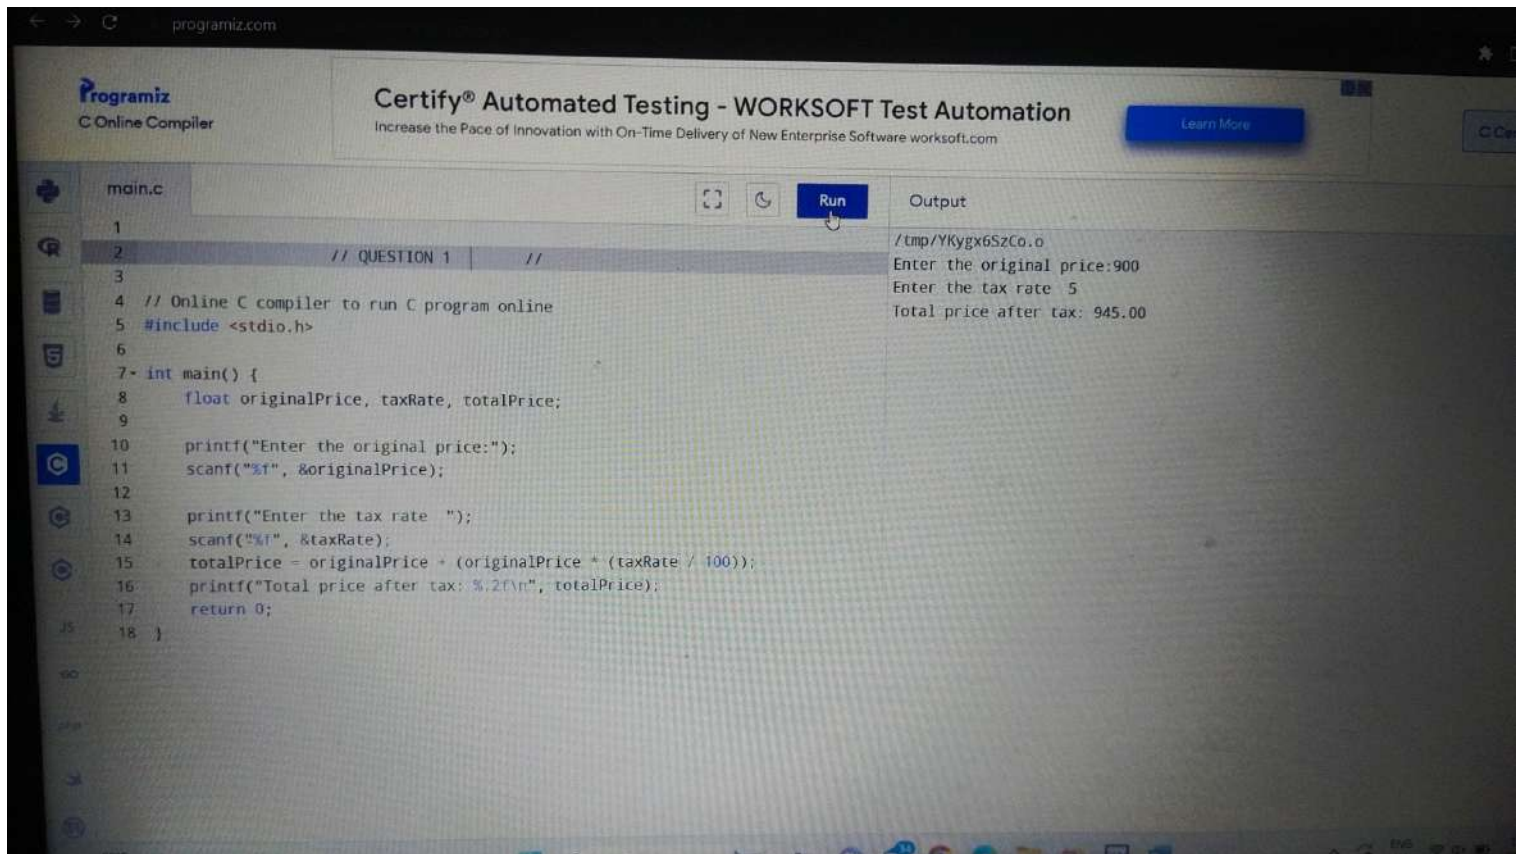 programiz.com
Programiz
C Online Compiler
Certify® Automated Testing - WORKSOFT Test Automation
Increase the Pace of Innovation with On-Time Delivery of New Enterprise Software worksoft.com
Learn More
main.c
Run
Output
1
2 // QUESTION 1 //
3
4 // Online C compiler to run C program online
5 #include <stdio.h>
6
7 int main() {
8 float originalPrice, taxRate, totalPrice;
9
10 printf("Enter the original price:");
11 scanf("%f", &originalPrice);
12
13 printf("Enter the tax rate  ");
14 scanf("%f", &taxRate);
15 totalPrice = originalPrice + (originalPrice * (taxRate / 100));
16 printf("Total price after tax: %.2f\n", totalPrice);
17 return 0;
18 }
/tmp/YKygx6SzCo.o
Enter the original price:900
Enter the tax rate  5
Total price after tax: 945.00
JS
GO
php
ENG